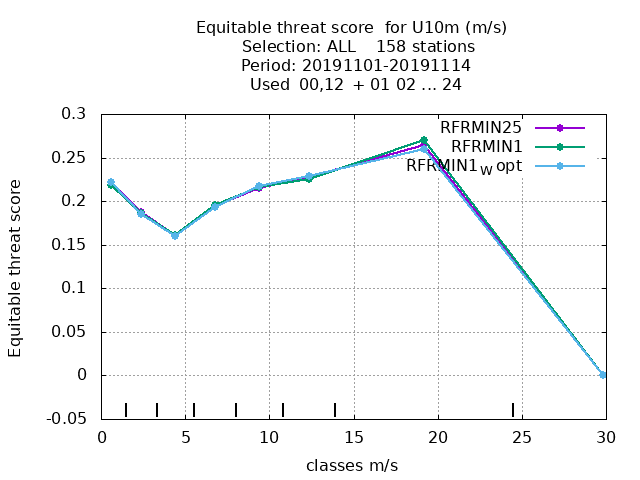 Equitable threat score for U10m (m/s)
Selection: ALL 158 stations
Period: 20191101-20191114
Used 00,12 + 01 02 ... 24
0.3
0.25
0.2
0.15
0.1
0.05
0
-0.05
Equitable threat score
RFRMIN25
RFRMIN1
RFRMIN1W opt
0 5 10 15 20 25 30
classes m/s